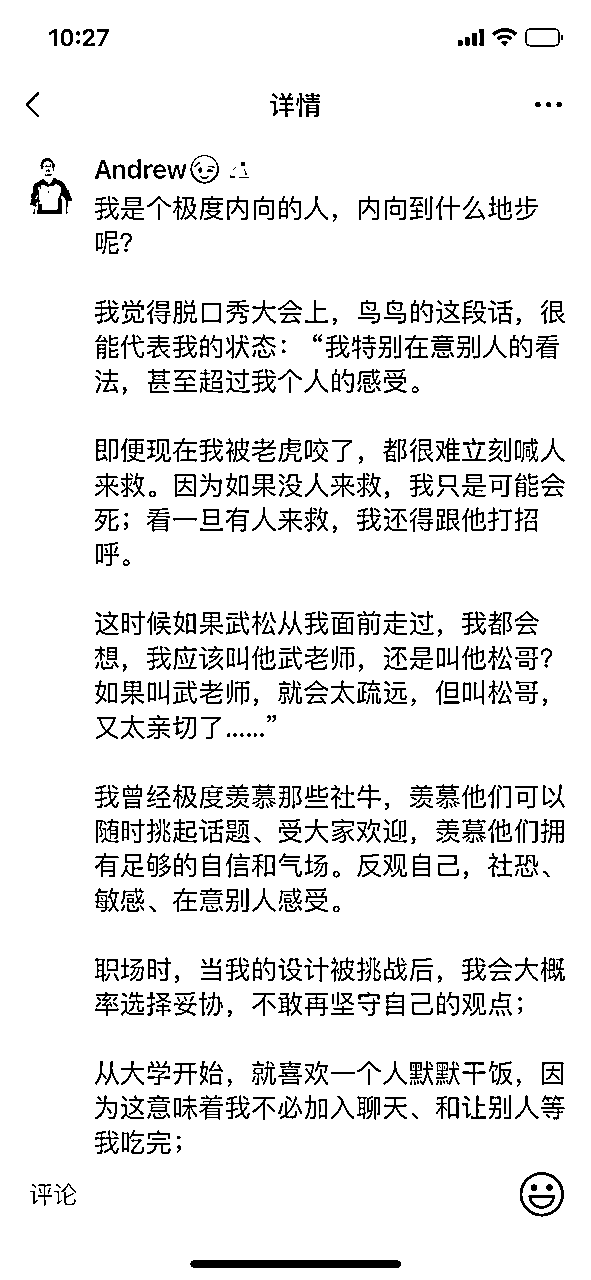 10:27
详情
Andrew
我是个极度内向的人，内向到什么地步
呢？
我觉得脱口秀大会上，鸟鸟的这段话，很
能代表我的状态：“我特别在意别人的看
法，甚至超过我个人的感受。
即便现在我被老虎咬了，都很难立刻喊人
来救。因为如果没人来救，我只是可能会
死；看一旦有人来救，我还得跟他打招
呼。
这时候如果武松从我面前走过，我都会
想，我应该叫他武老师，还是叫他松哥？
如果叫武老师，就会太疏远，但叫松哥，
又太亲切了……”
我曾经极度羡慕那些社牛，羡慕他们可以
随时挑起话题、受大家欢迎，羡慕他们拥
有足够的自信和气场。反观自己，社恐、
敏感、在意别人感受。
职场时，当我的设计被挑战后，我会大概
率选择妥协，不敢再坚守自己的观点；
从大学开始，就喜欢一个人默默干饭，因
为这意味着我不必加入聊天、和让别人等
我吃完；
评论